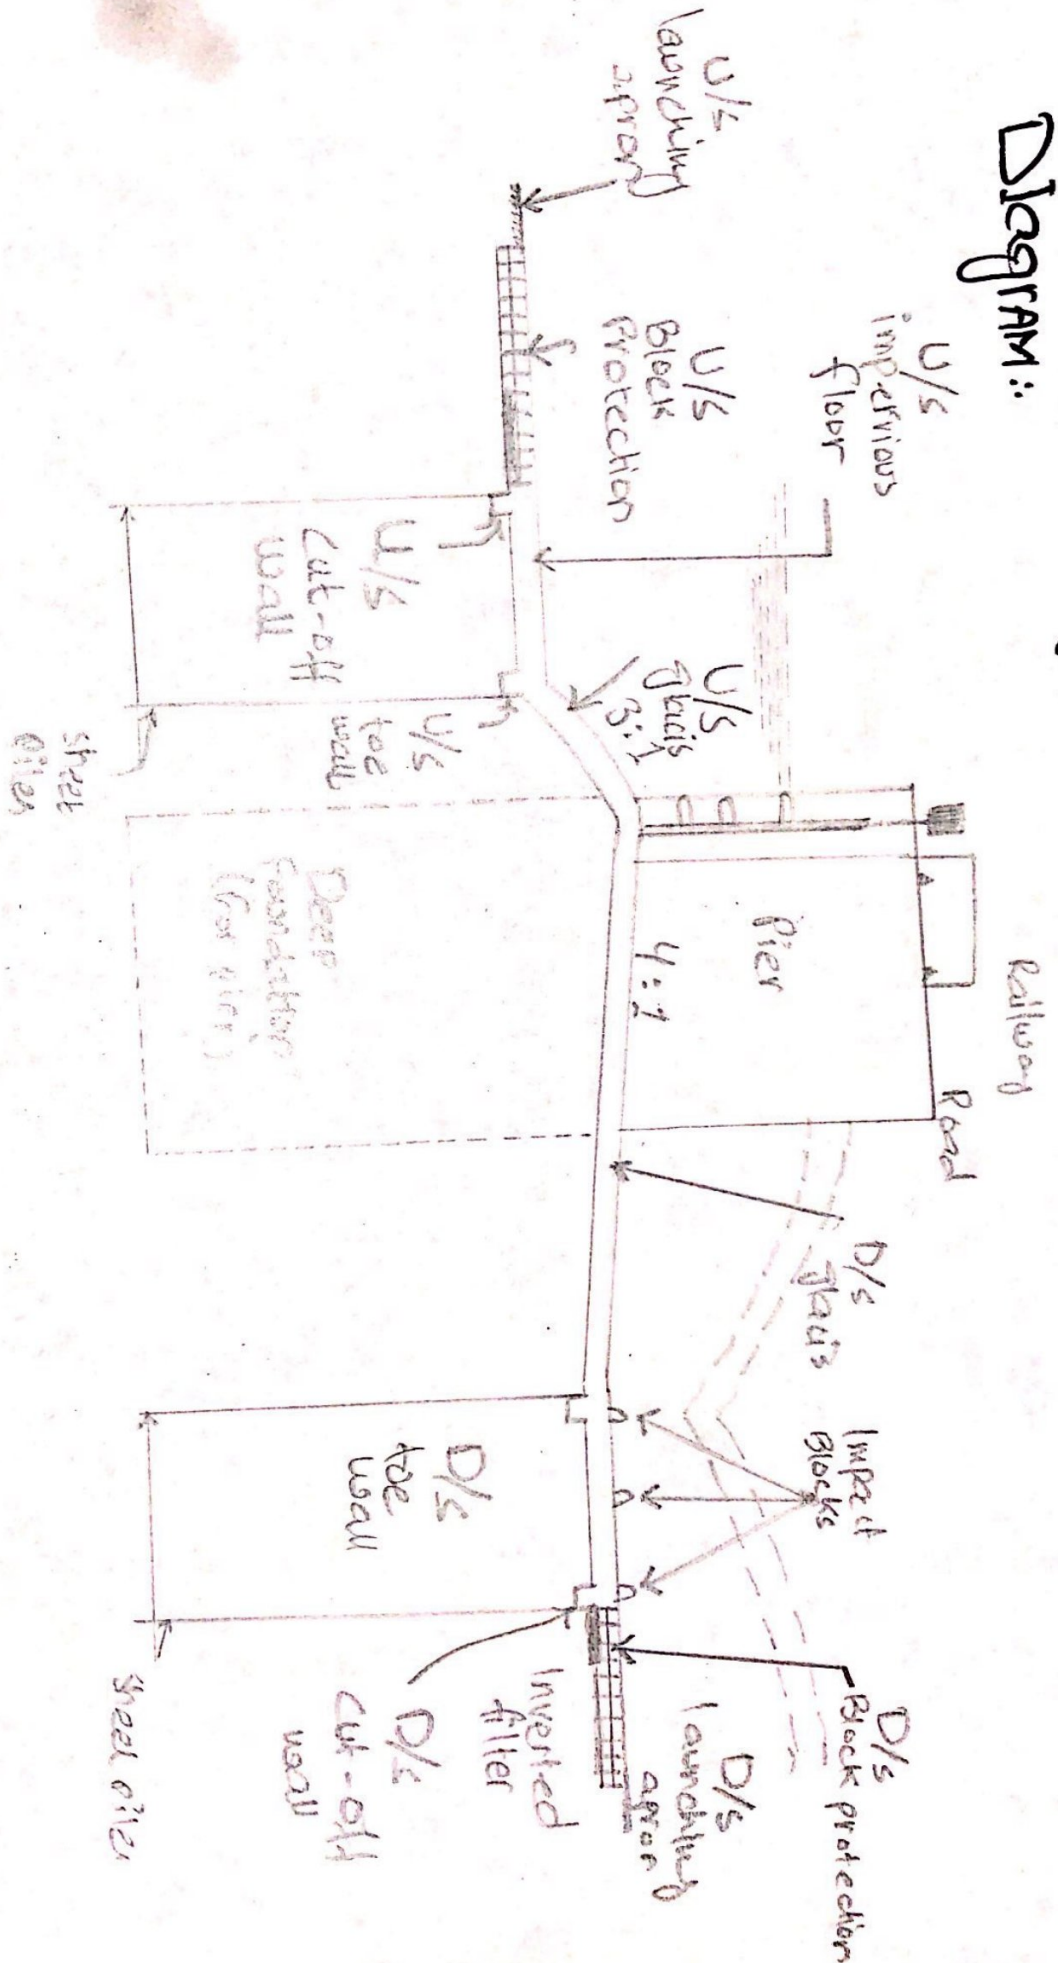 DIagrAM:
U/s
launching
apron
U/s
Block
Protection
U/s
impervious
floor
U/s
glacis
3:1
U/s
Cut-off
wall
U/s
toe
wall
sheet
piles
Deep
foundation
(for pier)
Pier
4:1
Railway
Road
D/s
glacis
Impact
Blocks
D/s
toe
wall
D/s
Block protection
D/s
launching
apron
Inverted
filter
D/s
Cut-off
wall
sheet piles